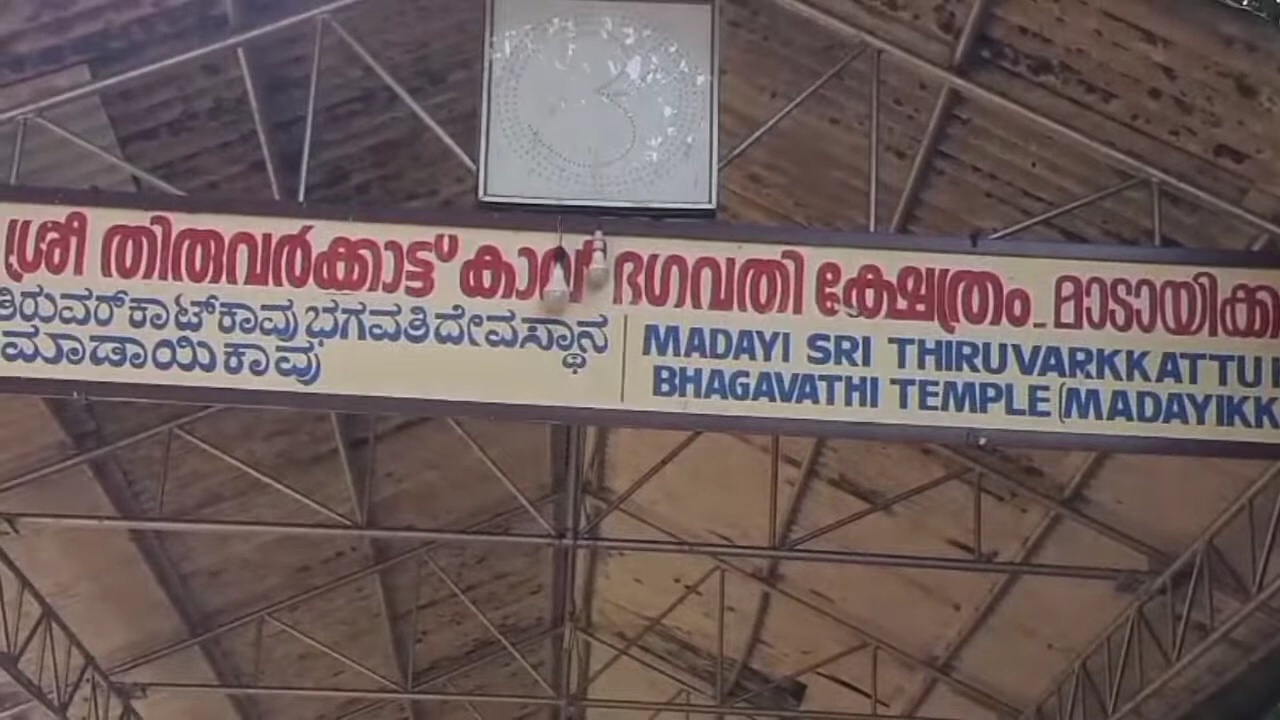 ശ്രീ തിരുവർക്കാട്ട് കാവ് ഭഗവതി ക്ഷേത്രം മാടായിക്ക
ತಿರುವರ್ಕಾಟ್ಕಾವು ಭಗವತಿ ದೇವಸ್ಥಾನ
ಮಾಡಾಯಿಕಾವು
MADAYI SRI THIRUVARKKATTU
BHAGAVATHI TEMPLE (MADAYIKK